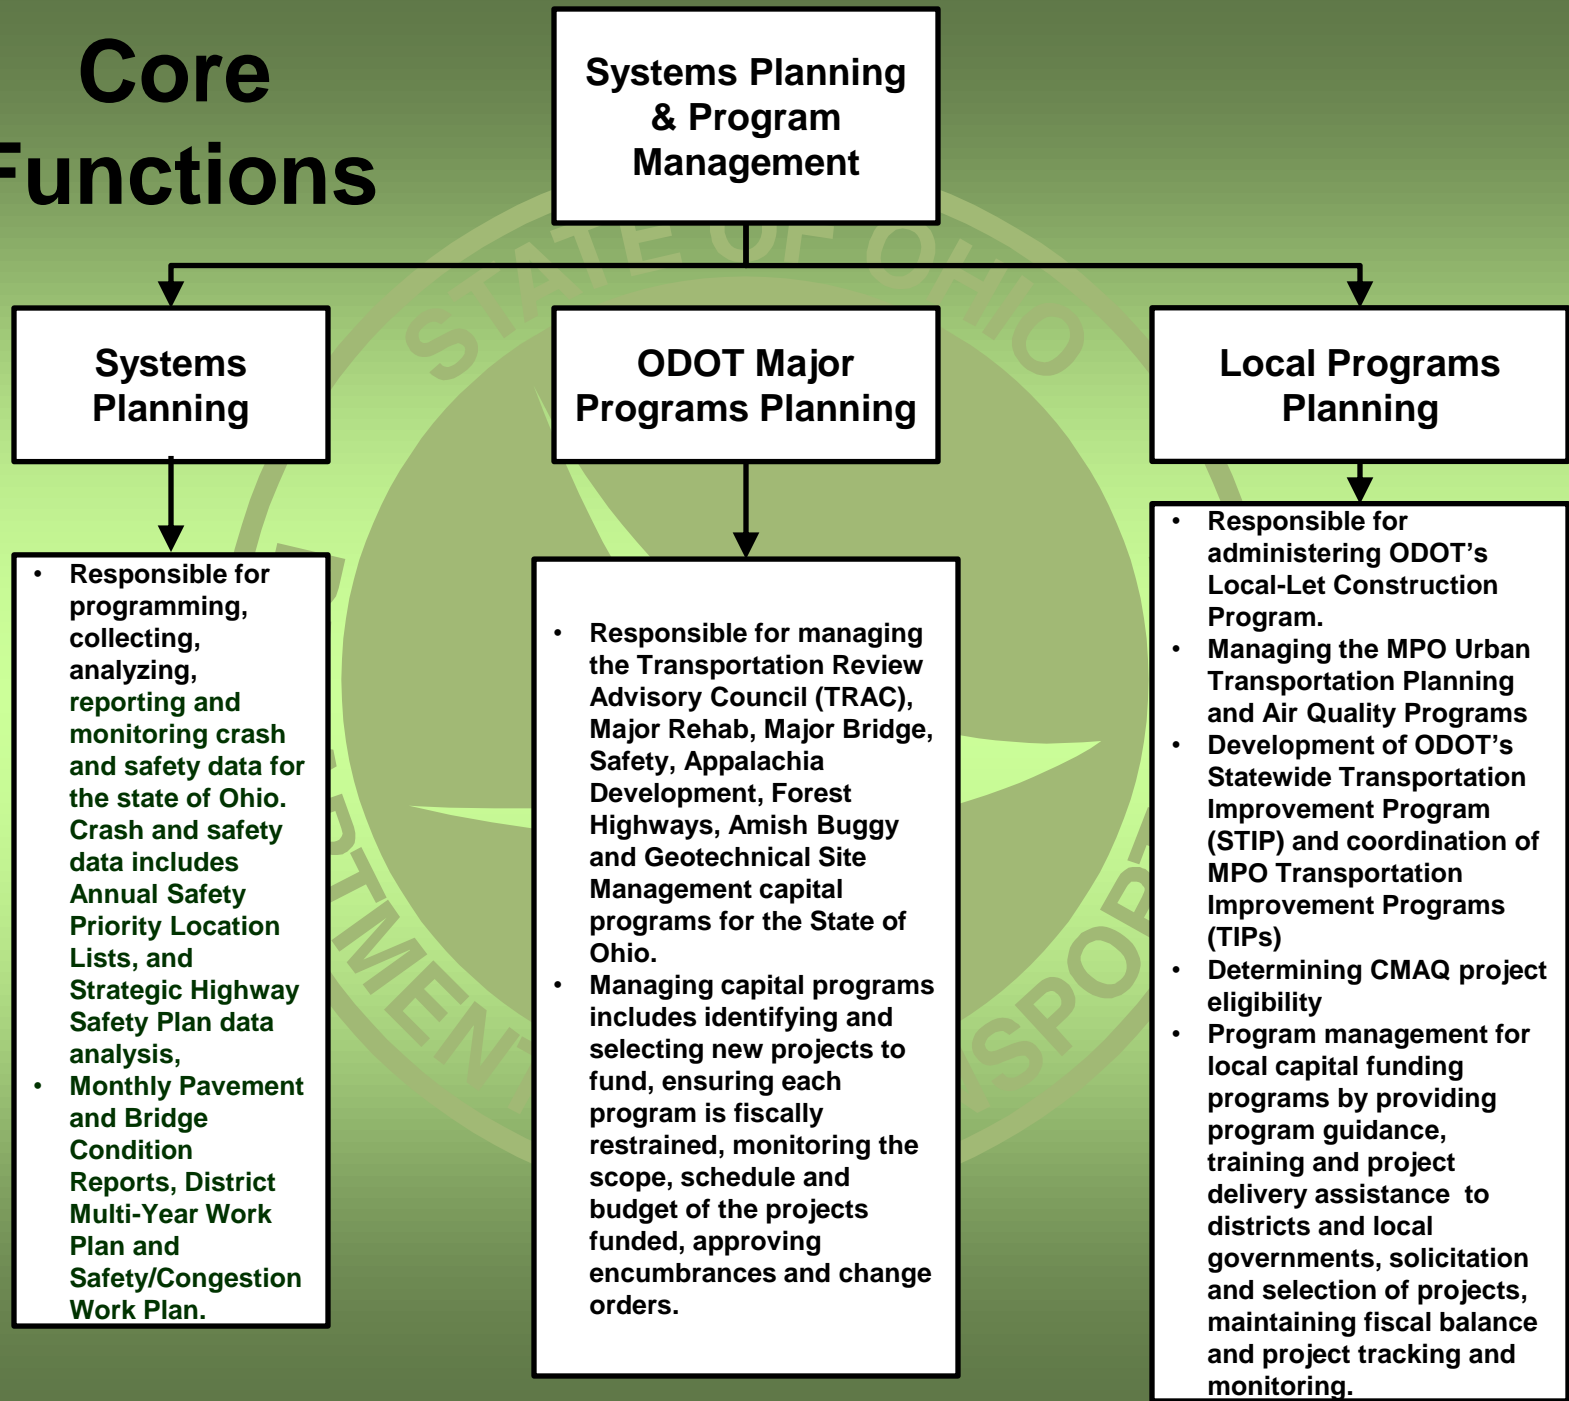 Core
Functions
Systems Planning
& Program
Management
STATE OF OHIO
Systems
Planning
ODOT Major
Programs Planning
Local Programs
Planning
• Responsible for
programming,
collecting,
analyzing,
reporting and
monitoring crash
and safety data for
the state of Ohio.
Crash and safety
data includes
Annual Safety
Priority Location
Lists, and
Strategic Highway
Safety Plan data
analysis,
• Monthly Pavement
and Bridge
Condition
Reports, District
Multi-Year Work
Plan and
Safety/Congestion
Work Plan.
• Responsible for managing
the Transportation Review
Advisory Council (TRAC),
Major Rehab, Major Bridge,
Safety, Appalachia
Development, Forest
Highways, Amish Buggy
and Geotechnical Site
Management capital
programs for the State of
Ohio.
• Managing capital programs
includes identifying and
selecting new projects to
fund, ensuring each
program is fiscally
restrained, monitoring the
scope, schedule and
budget of the projects
funded, approving
encumbrances and change
orders.
• Responsible for
administering ODOT’s
Local-Let Construction
Program.
• Managing the MPO Urban
Transportation Planning
and Air Quality Programs
• Development of ODOT’s
Statewide Transportation
Improvement Program
(STIP) and coordination of
MPO Transportation
Improvement Programs
(TIPs)
• Determining CMAQ project
eligibility
• Program management for
local capital funding
programs by providing
program guidance,
training and project
delivery assistance  to
districts and local
governments, solicitation
and selection of projects,
maintaining fiscal balance
and project tracking and
monitoring.